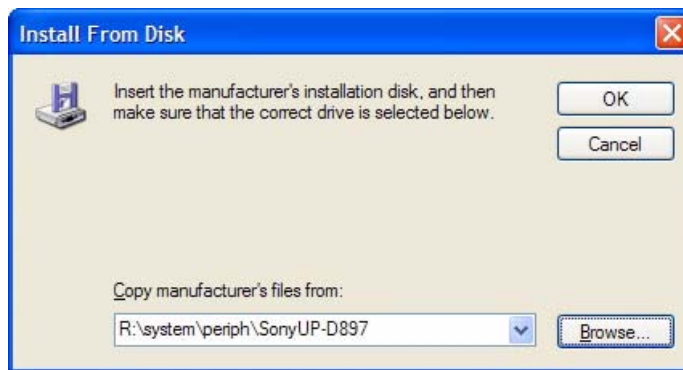 Install From Disk
Insert the manufacturer's installation disk, and then
make sure that the correct drive is selected below.
OK
Cancel
Copy manufacturer's files from:
R:\system\periph\SonyUP-D897
Browse...